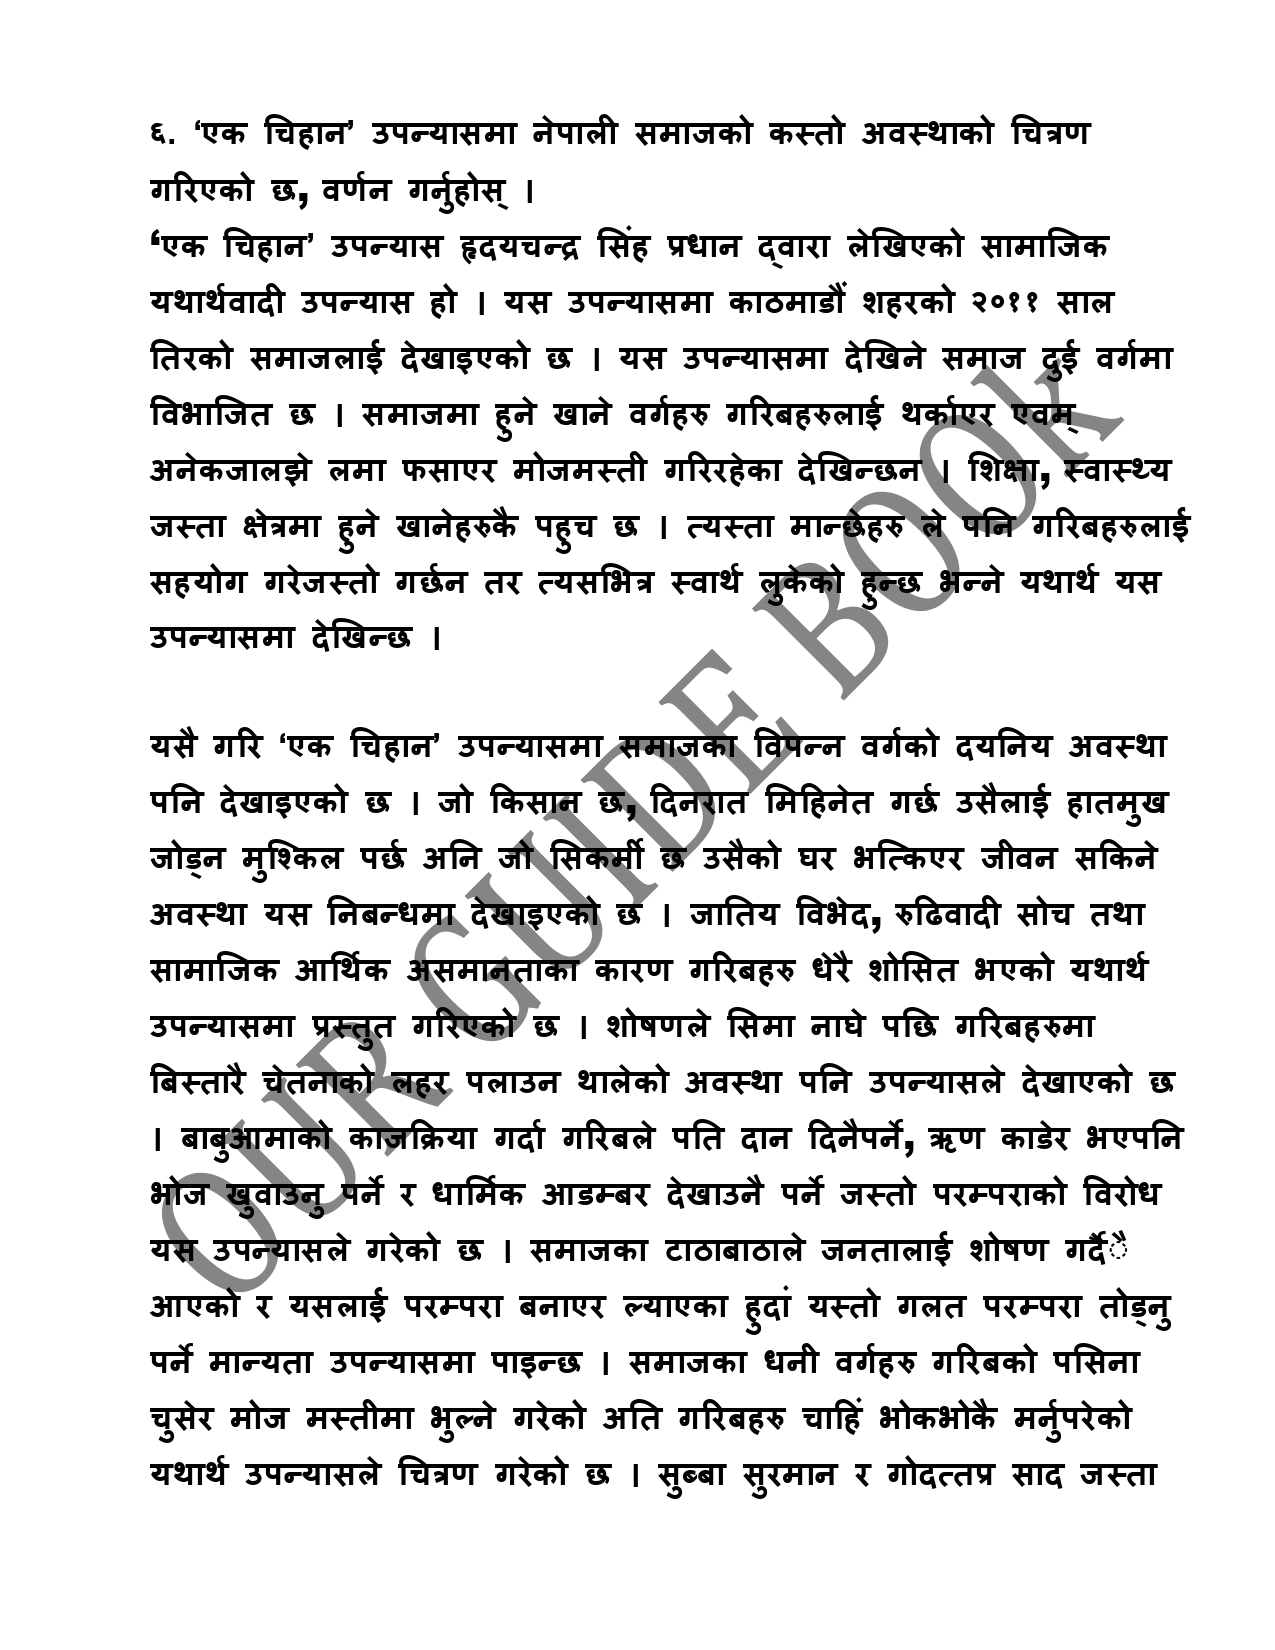 ६. ‘एक चिहान’ उपन्यासमा नेपाली समाजको कस्तो अवस्थाको चित्रण
गरिएको छ, वर्णन गर्नुहोस् ।
‘एक चिहान’ उपन्यास हृदयचन्द्र सिंह प्रधान द्वारा लेखिएको सामाजिक
यथार्थवादी उपन्यास हो । यस उपन्यासमा काठमाडौं शहरको २०११ साल
तिरको समाजलाई देखाइएको छ । यस उपन्यासमा देखिने समाज दुई वर्गमा
विभाजित छ । समाजमा हुने खाने वर्गहरु गरिबहरुलाई थर्काएर एवम्
अनेकजालझे लमा फसाएर मोजमस्ती गरिरहेका देखिन्छन । शिक्षा, स्वास्थ्य
जस्ता क्षेत्रमा हुने खानेहरुकै पहुच छ । त्यस्ता मान्छेहरु ले पनि गरिबहरुलाई
सहयोग गरेजस्तो गर्छन तर त्यसभित्र स्वार्थ लुकेको हुन्छ भन्ने यथार्थ यस
उपन्यासमा देखिन्छ ।
यसै गरि ‘एक चिहान’ उपन्यासमा समाजका विपन्न वर्गको दयनिय अवस्था
पनि देखाइएको छ । जो किसान छ, दिनरात मिहिनेत गर्छ उसैलाई हातमुख
जोड्न मुश्किल पर्छ अनि जो सिकर्मी छ उसैको घर भत्किएर जीवन सकिने
अवस्था यस निबन्धमा देखाइएको छ । जातिय विभेद, रुढिवादी सोच तथा
सामाजिक आर्थिक असमानताका कारण गरिबहरु धेरै शोसित भएको यथार्थ
उपन्यासमा प्रस्तुत गरिएको छ । शोषणले सिमा नाघे पछि गरिबहरुमा
बिस्तारै चेतनाको लहर पलाउन थालेको अवस्था पनि उपन्यासले देखाएको छ
। बाबुआमाको काजक्रिया गर्दा गरिबले पति दान दिनैपर्ने, ऋण काडेर भएपनि
भोज खुवाउनु पर्ने र धार्मिक आडम्बर देखाउनै पर्ने जस्तो परम्पराको विरोध
यस उपन्यासले गरेको छ । समाजका टाठाबाठाले जनतालाई शोषण गर्दैै
आएको र यसलाई परम्परा बनाएर ल्याएका हुदां यस्तो गलत परम्परा तोड्नु
पर्ने मान्यता उपन्यासमा पाइन्छ । समाजका धनी वर्गहरु गरिबको पसिना
चुसेर मोज मस्तीमा भुल्ने गरेको अति गरिबहरु चाहिं भोकभोकै मर्नुपरेको
यथार्थ उपन्यासले चित्रण गरेको छ । सुब्बा सुरमान र गोदत्तप्र साद जस्ता
OUR GUIDE BOOk